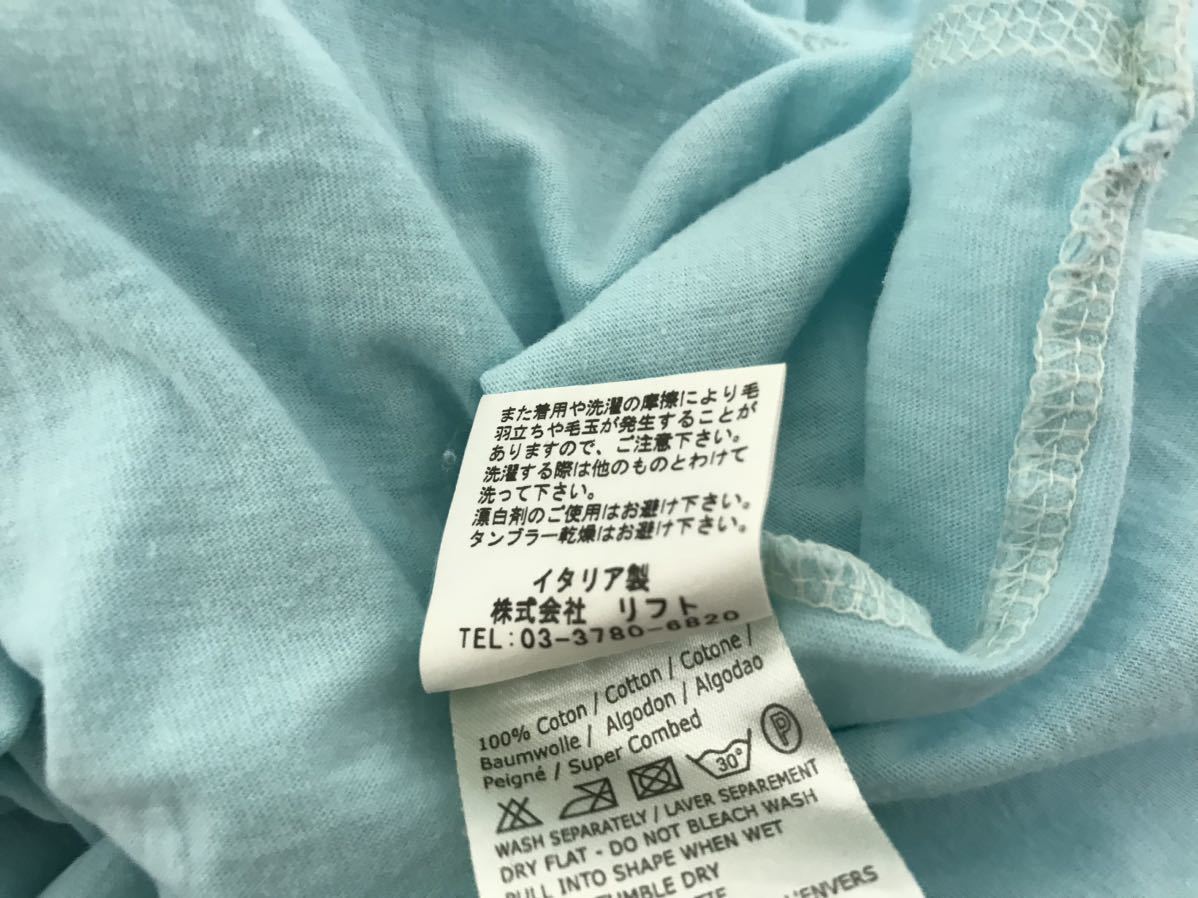 また着用や洗濯の摩擦により毛
羽立ちや毛玉が発生することが
ありますので、ご注意下さい。
洗濯する際は他のものとわけて
洗って下さい。
漂白剤のご使用はお避け下さい。
タンブラー乾燥はお避け下さい。
イタリア製
株式会社 リフト
TEL:03-3780-6820
100% Coton / Cotton / Cotone /
Baumwolle / Algodon / Algodao
Peigné / Super Combed
30°
P
WASH SEPARATELY / LAVER SEPAREMENT
DRY FLAT - DO NOT BLEACH WASH
PULL INTO SHAPE WHEN WET
TUMBLE DRY
L'ENVERS